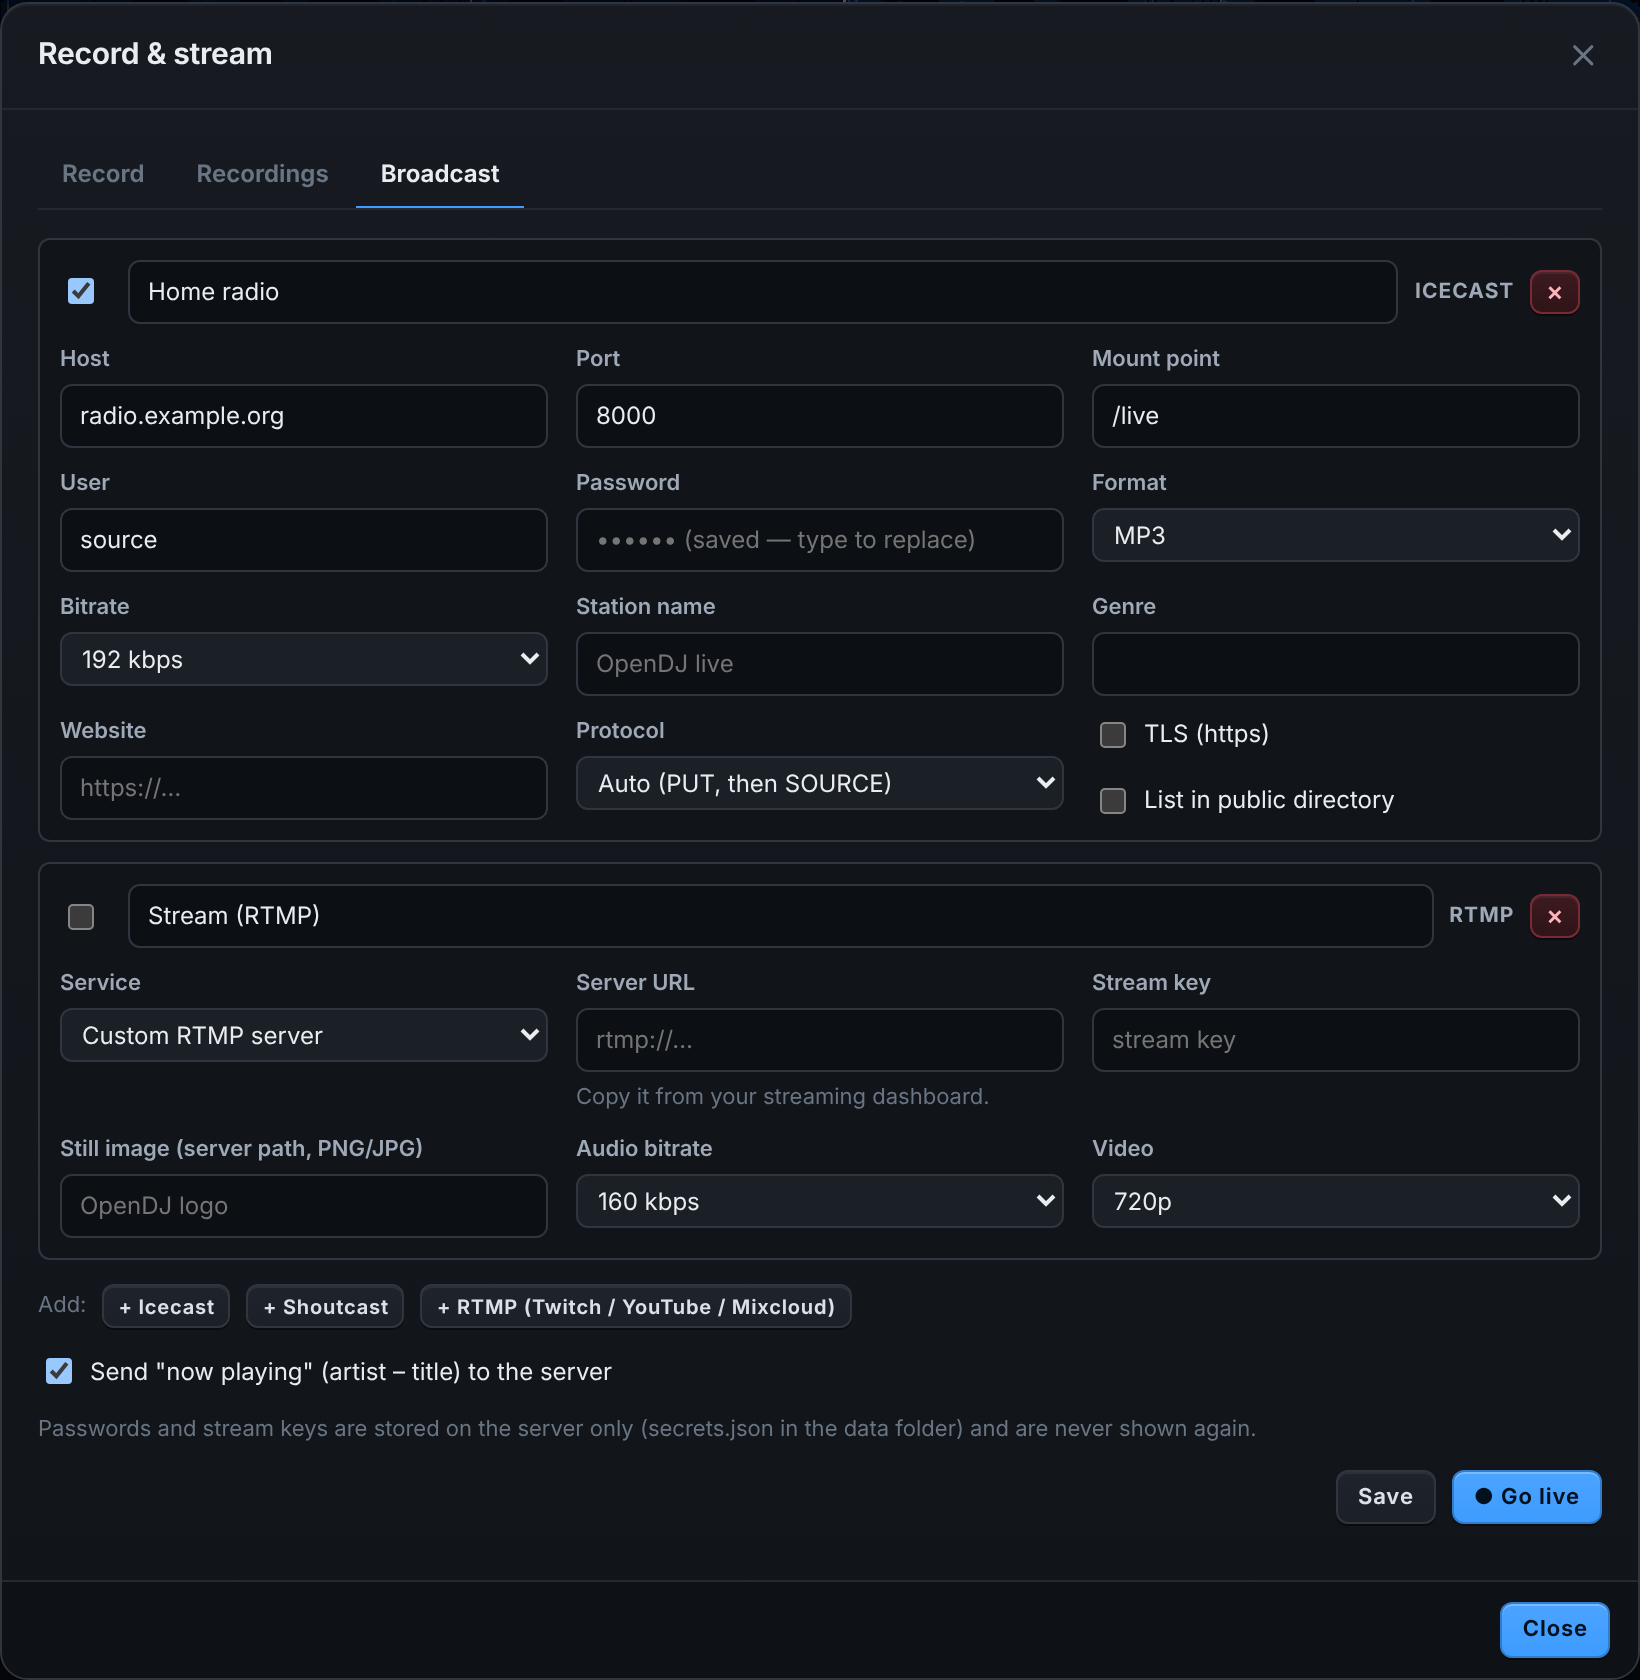 Record & stream
Record Recordings Broadcast
Home radio ICECAST ×
Host Port Mount point
radio.example.org 8000 /live
User Password Format
source •••••• (saved — type to replace) MP3
Bitrate Station name Genre
192 kbps OpenDJ live
Website Protocol
TLS (https)
https://... Auto (PUT, then SOURCE)
List in public directory
Stream (RTMP) RTMP ×
Service Server URL Stream key
Custom RTMP server rtmp://... stream key
Copy it from your streaming dashboard.
Still image (server path, PNG/JPG) Audio bitrate Video
OpenDJ logo 160 kbps 720p
Add: + Icecast + Shoutcast + RTMP (Twitch / YouTube / Mixcloud)
Send "now playing" (artist – title) to the server
Passwords and stream keys are stored on the server only (secrets.json in the data folder) and are never shown again.
Save ● Go live
Close